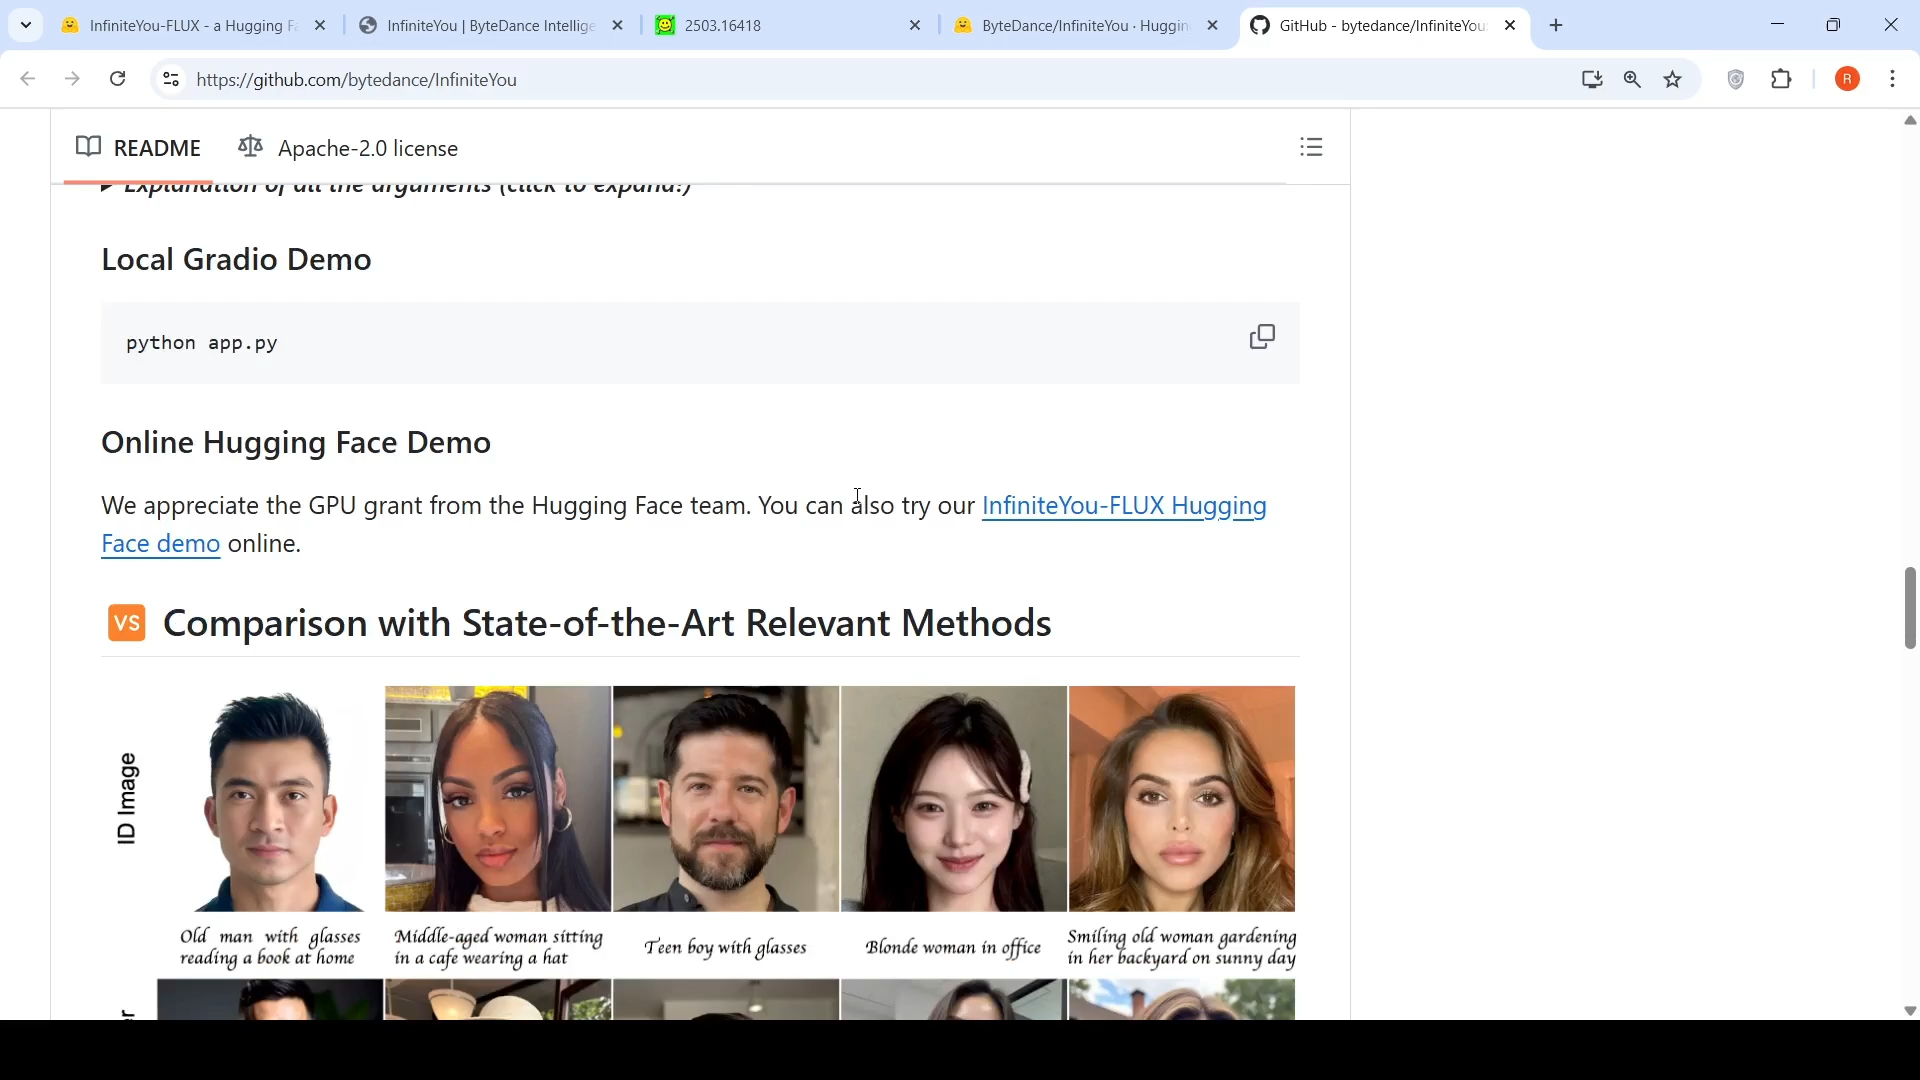 InfiniteYou-FLUX - a Hugging Fa
InfiniteYou | ByteDance Intellige
2503.16418
ByteDance/InfiniteYou · Huggin
GitHub - bytedance/InfiniteYou:
https://github.com/bytedance/InfiniteYou
R
README
Apache-2.0 license
Explanation of all the arguments (click to expand!)
Local Gradio Demo
python app.py
Online Hugging Face Demo
We appreciate the GPU grant from the Hugging Face team. You can also try our InfiniteYou-FLUX Hugging
Face demo online.
VS Comparison with State-of-the-Art Relevant Methods
ID Image
Old man with glasses
reading a book at home
Middle-aged woman sitting
in a cafe wearing a hat
Teen boy with glasses
Blonde woman in office
Smiling old woman gardening
in her backyard on sunny day